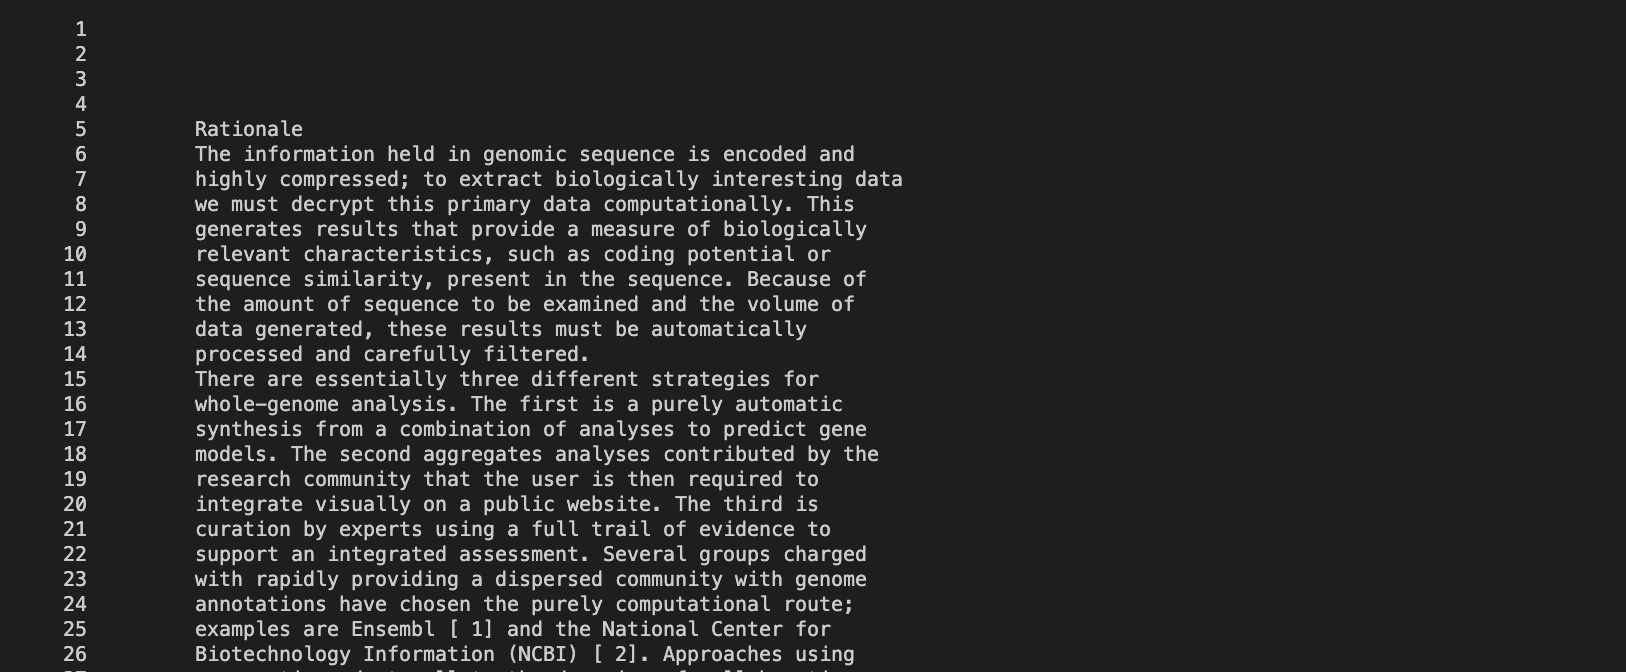 1
2
3
4
5 Rationale
6 The information held in genomic sequence is encoded and
7 highly compressed; to extract biologically interesting data
8 we must decrypt this primary data computationally. This
9 generates results that provide a measure of biologically
10 relevant characteristics, such as coding potential or
11 sequence similarity, present in the sequence. Because of
12 the amount of sequence to be examined and the volume of
13 data generated, these results must be automatically
14 processed and carefully filtered.
15 There are essentially three different strategies for
16 whole-genome analysis. The first is a purely automatic
17 synthesis from a combination of analyses to predict gene
18 models. The second aggregates analyses contributed by the
19 research community that the user is then required to
20 integrate visually on a public website. The third is
21 curation by experts using a full trail of evidence to
22 support an integrated assessment. Several groups charged
23 with rapidly providing a dispersed community with genome
24 annotations have chosen the purely computational route;
25 examples are Ensembl [ 1] and the National Center for
26 Biotechnology Information (NCBI) [ 2]. Approaches using